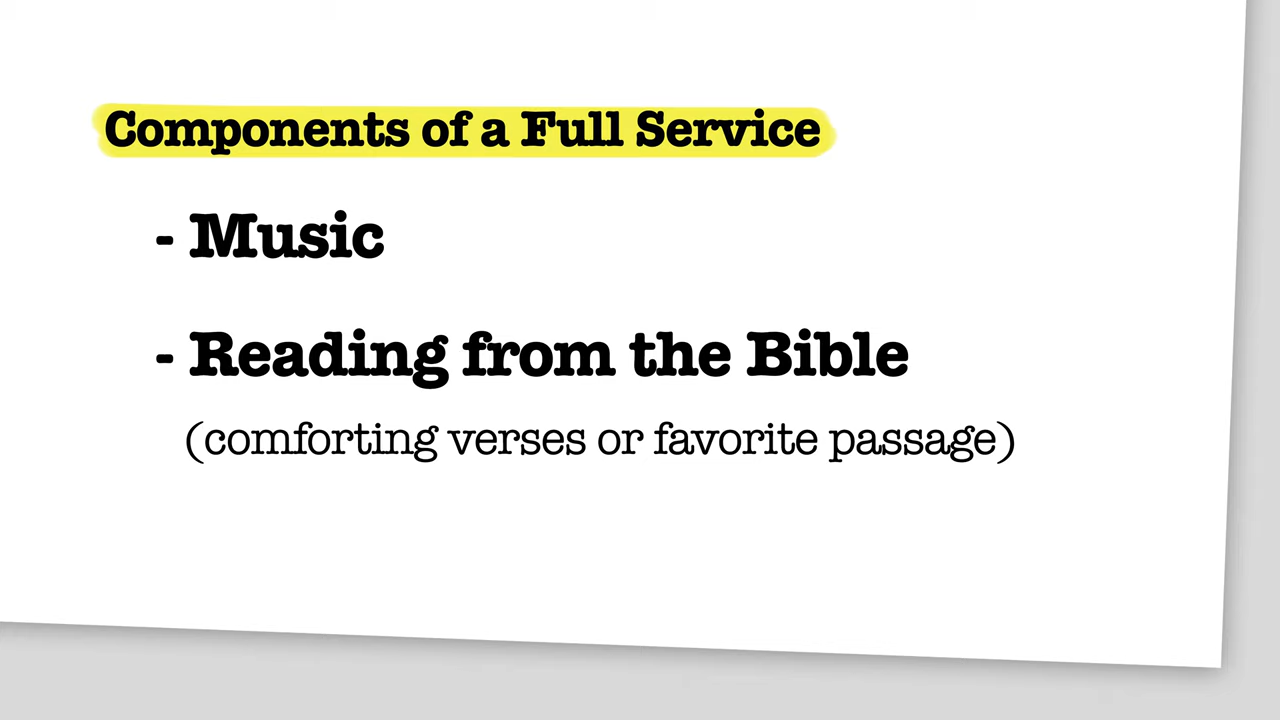 Components of a Full Service
- Music
- Reading from the Bible
(comforting verses or favorite passage)